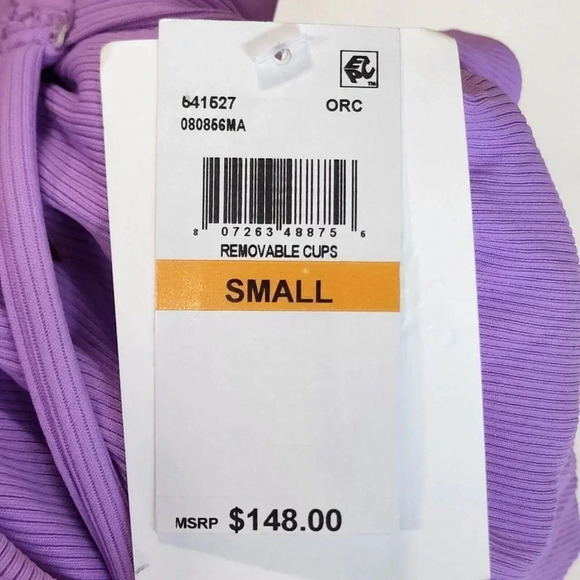 641527 ORC
080856MA
8 07263 48875 6
REMOVABLE CUPS
SMALL
MSRP $148.00